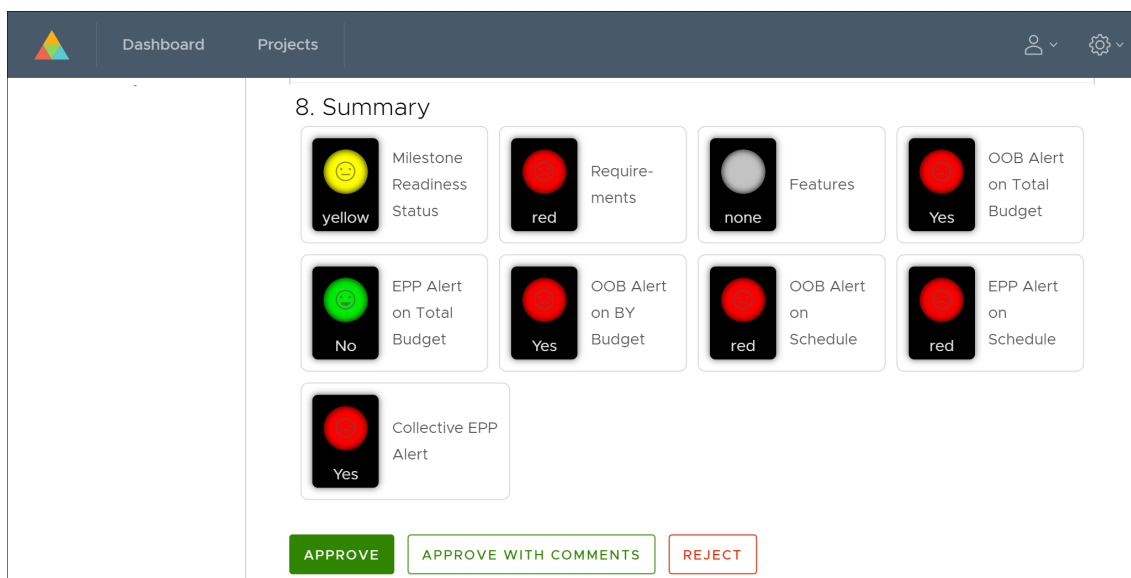 Dashboard
Projects
8. Summary
yellow
Milestone
Readiness
Status
red
Require-
ments
none
Features
Yes
OOB Alert
on Total
Budget
No
EPP Alert
on Total
Budget
Yes
OOB Alert
on BY
Budget
red
OOB Alert
on
Schedule
red
EPP Alert
on
Schedule
Yes
Collective EPP
Alert
APPROVE
APPROVE WITH COMMENTS
REJECT